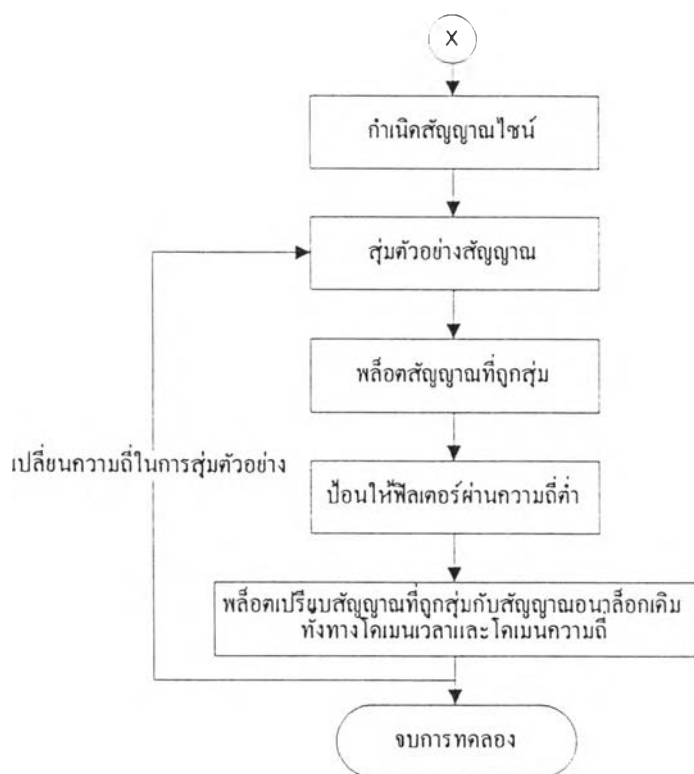 X
กำเนิดสัญญาณไซน์
สุ่มตัวอย่างสัญญาณ
พล็อตสัญญาณที่ถูกสุ่ม
เปลี่ยนความถี่ในการสุ่มตัวอย่าง
ป้อนให้ฟิลเตอร์ผ่านความถี่ต่ำ
พล็อตเปรียบสัญญาณที่ถูกสุ่มกับสัญญาณอนาล็อกเดิม
ทั้งทางโดเมนเวลาและโดเมนความถี่
จบการทดลอง